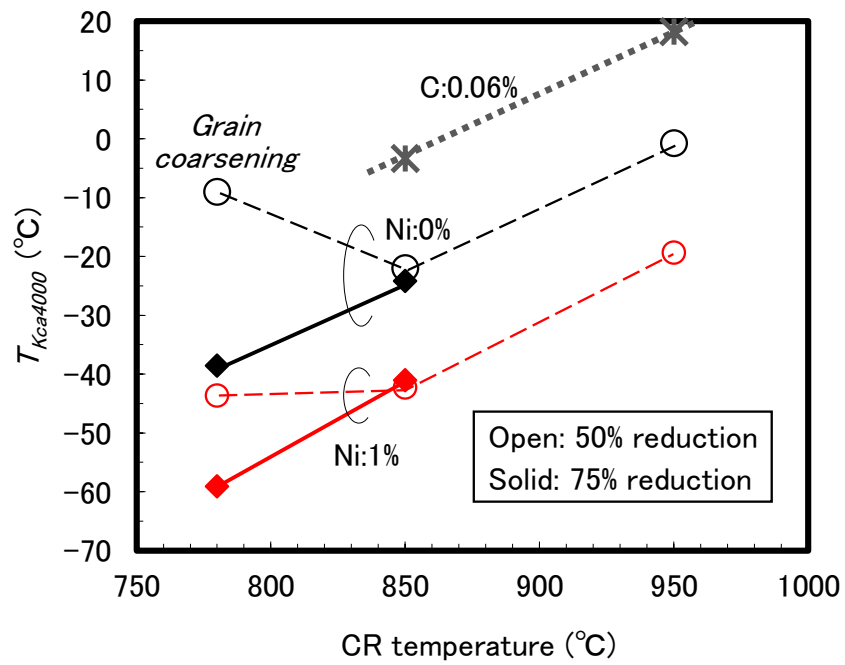 20
10
0
−10
−20
−30
−40
−50
−60
−70
T_Kca4000 (℃)
C:0.06%
Grain
coarsening
Ni:0%
Ni:1%
Open: 50% reduction
Solid: 75% reduction
750 800 850 900 950 1000
CR temperature (℃)